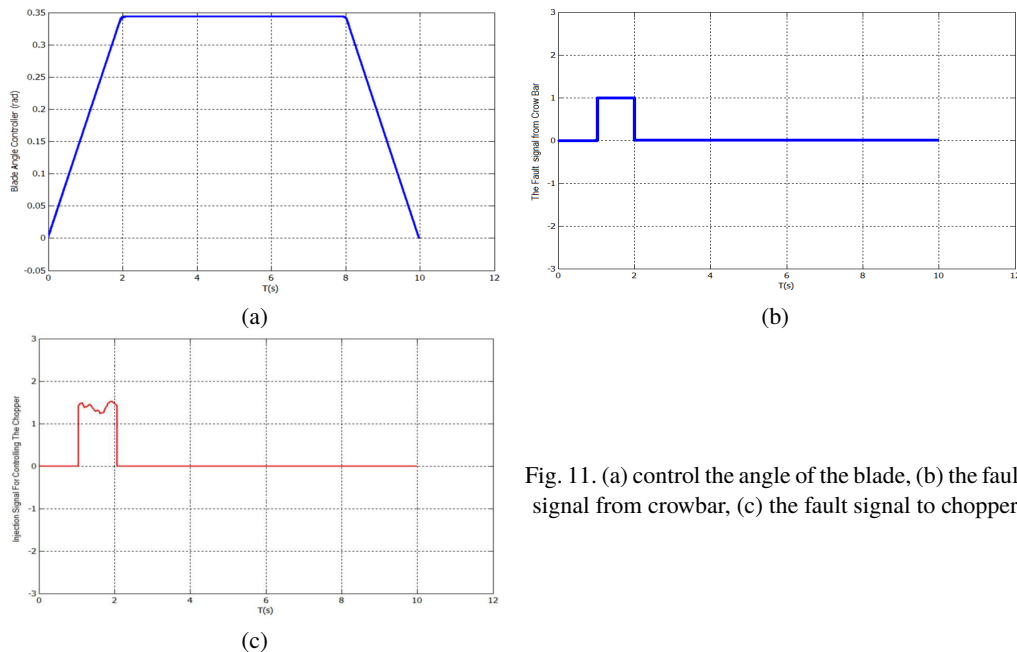 0.35
0.3
0.25
0.2
0.15
0.1
0.05
0
-0.05
Blade Angle Controller (rad)
0 2 4 6 8 10 12
T(s)
(a)
3
2
1
0
-1
-2
-3
The Fault signal from Crow Bar
0 2 4 6 8 10 12
T(s)
(b)
3
2
1
0
-1
-2
-3
Injection Signal For Controlling The Chopper
0 2 4 6 8 10 12
T(s)
(c)
Fig. 11. (a) control the angle of the blade, (b) the faul
signal from crowbar, (c) the fault signal to chopper